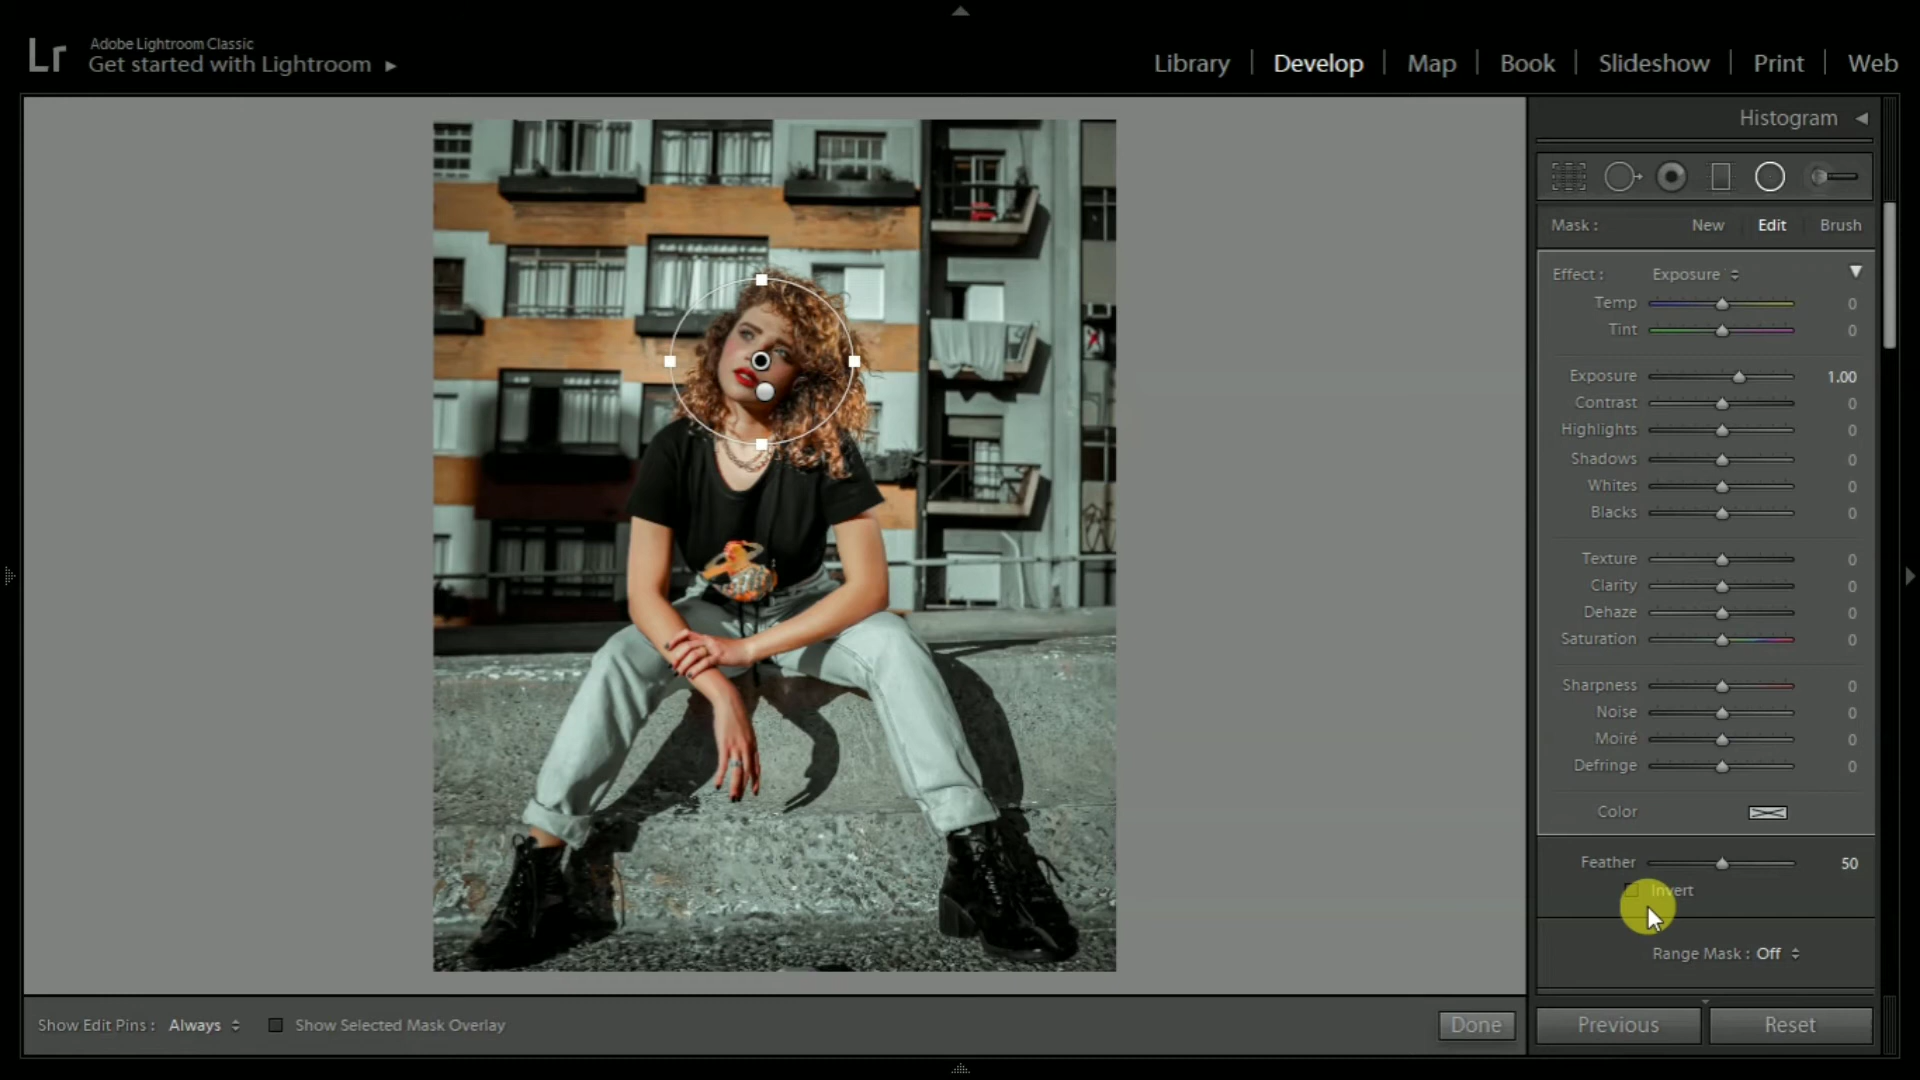 Lr
Adobe Lightroom Classic
Get started with Lightroom
Library
Develop
Map
Book
Slideshow
Print
Web
Histogram
Mask :
New
Edit
Brush
Effect :
Exposure
Temp 0
Tint 0
Exposure 1.00
Contrast 0
Highlights 0
Shadows 0
Whites 0
Blacks 0
Texture 0
Clarity 0
Dehaze 0
Saturation 0
Sharpness 0
Noise 0
Moiré 0
Defringe 0
Color
Feather 50
Invert
Range Mask : Off
Show Edit Pins : Always
Show Selected Mask Overlay
Done
Previous
Reset